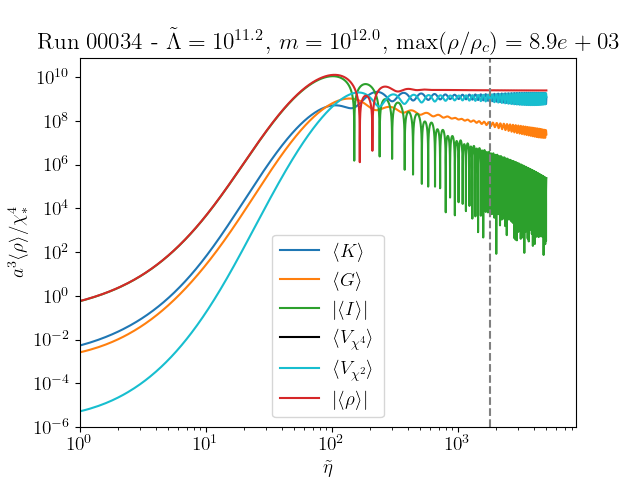 Run 00034 - Λ̃ = 10^{11.2}, m = 10^{12.0}, max(ρ/ρ_c) = 8.9e + 03
10^{10}
10^{8}
10^{6}
10^{4}
10^{2}
10^{0}
10^{−2}
10^{−4}
10^{−6}
a^3⟨ρ⟩/χ_*^4
⟨K⟩
⟨G⟩
|⟨I⟩|
⟨V_{χ^4}⟩
⟨V_{χ^2}⟩
|⟨ρ⟩|
10^0 10^1 10^2 10^3
η̃